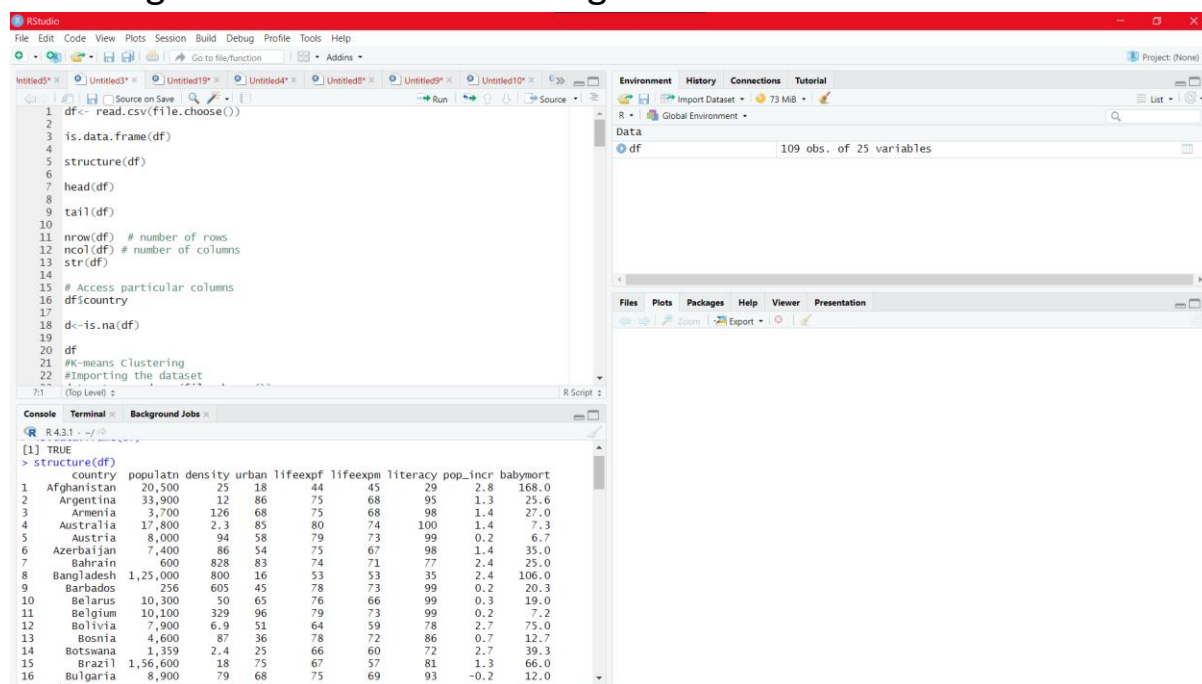 RStudio
File Edit Code View Plots Session Build Debug Profile Tools Help
Go to file/function Addins
Project: (None)
ntitled5* Untitled3* Untitled19* Untitled4* Untitled8* Untitled9* Untitled10*
Source on Save Run Source
1 df<- read.csv(file.choose())
2
3 is.data.frame(df)
4
5 structure(df)
6
7 head(df)
8
9 tail(df)
10
11 nrow(df) # number of rows
12 ncol(df) # number of columns
13 str(df)
14
15 # Access particular columns
16 df$country
17
18 d<-is.na(df)
19
20 df
21 #K-means Clustering
22 #Importing the dataset
7:1 (Top Level) R Script
Console Terminal Background Jobs
R 4.3.1 · ~/
[1] TRUE
> structure(df)
country populatn density urban lifeexpf lifeexpm literacy pop_incr babymort
1 Afghanistan 20,500 25 18 44 45 29 2.8 168.0
2 Argentina 33,900 12 86 75 68 95 1.3 25.6
3 Armenia 3,700 126 68 75 68 98 1.4 27.0
4 Australia 17,800 2.3 85 80 74 100 1.4 7.3
5 Austria 8,000 94 58 79 73 99 0.2 6.7
6 Azerbaijan 7,400 86 54 75 67 98 1.4 35.0
7 Bahrain 600 828 83 74 71 77 2.4 25.0
8 Bangladesh 1,25,000 800 16 53 53 35 2.4 106.0
9 Barbados 256 605 45 78 73 99 0.2 20.3
10 Belarus 10,300 50 65 76 66 99 0.3 19.0
11 Belgium 10,100 329 96 79 73 99 0.2 7.2
12 Bolivia 7,900 6.9 51 64 59 78 2.7 75.0
13 Bosnia 4,600 87 36 78 72 86 0.7 12.7
14 Botswana 1,359 2.4 25 66 60 72 2.7 39.3
15 Brazil 1,56,600 18 75 67 57 81 1.3 66.0
16 Bulgaria 8,900 79 68 75 69 93 -0.2 12.0
Environment History Connections Tutorial
Import Dataset 73 MiB List
R Global Environment
Data
df 109 obs. of 25 variables
Files Plots Packages Help Viewer Presentation
Zoom Export